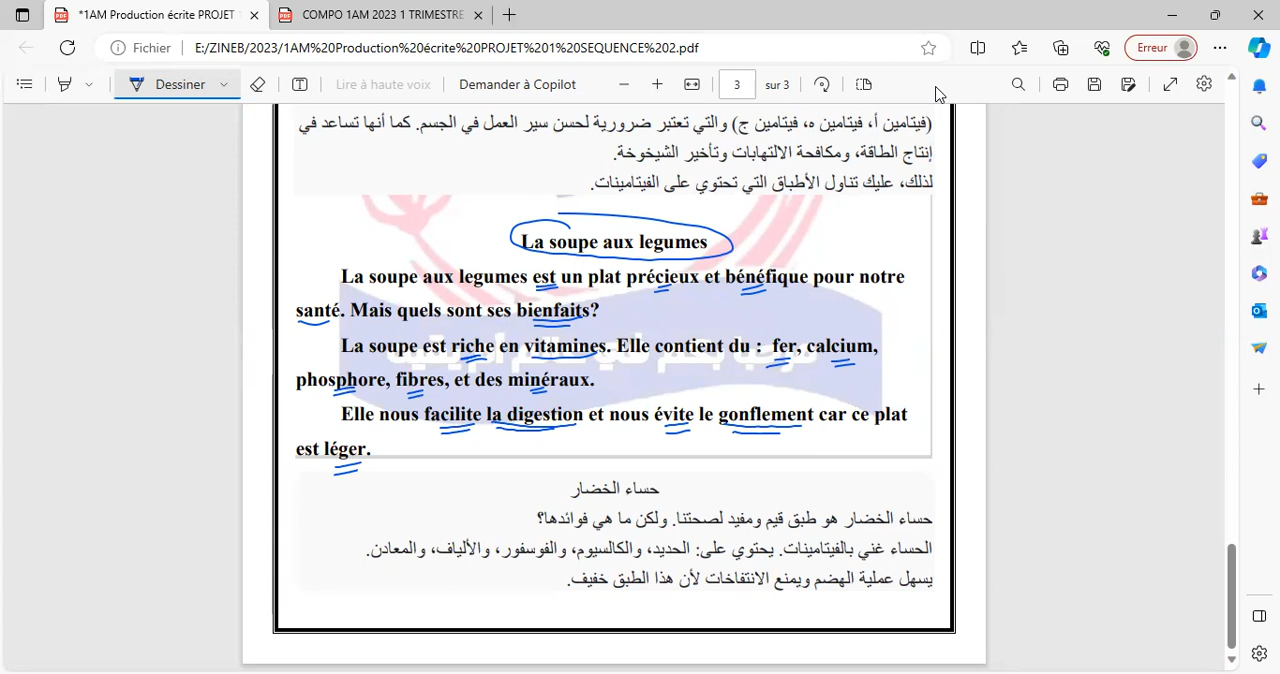 *1AM Production écrite PROJET
COMPO 1AM 2023 1 TRIMESTRE
Fichier E:/ZINEB/2023/1AM%20Production%20écrite%20PROJET%201%20SEQUENCE%202.pdf
Erreur
Dessiner
Lire à haute voix
Demander à Copilot
3 sur 3
(فيتامين أ، فيتامين ه، فيتامين ج) والتي تعتبر ضرورية لحسن سير العمل في الجسم. كما أنها تساعد في
إنتاج الطاقة، ومكافحة الالتهابات وتأخير الشيخوخة.
لذلك، عليك تناول الأطباق التي تحتوي على الفيتامينات.
La soupe aux legumes
La soupe aux legumes est un plat précieux et bénéfique pour notre
santé. Mais quels sont ses bienfaits?
La soupe est riche en vitamines. Elle contient du : fer, calcium,
phosphore, fibres, et des minéraux.
Elle nous facilite la digestion et nous évite le gonflement car ce plat
est léger.
حساء الخضار
حساء الخضار هو طبق قيم ومفيد لصحتنا. ولكن ما هي فوائدها؟
الحساء غني بالفيتامينات. يحتوي على: الحديد، والكالسيوم، والفوسفور، والألياف، والمعادن.
يسهل عملية الهضم ويمنع الانتفاخات لأن هذا الطبق خفيف.